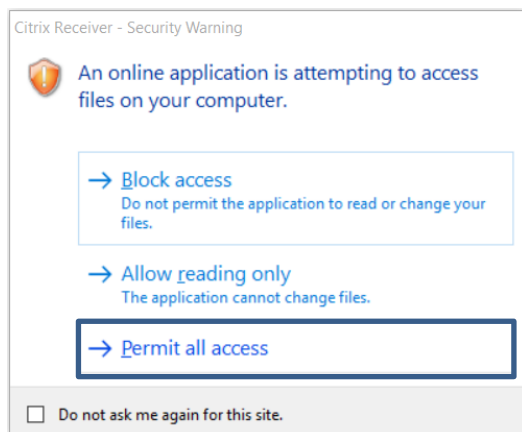 Citrix Receiver - Security Warning
An online application is attempting to access
files on your computer.
Block access
Do not permit the application to read or change your
files.
Allow reading only
The application cannot change files.
Permit all access
Do not ask me again for this site.